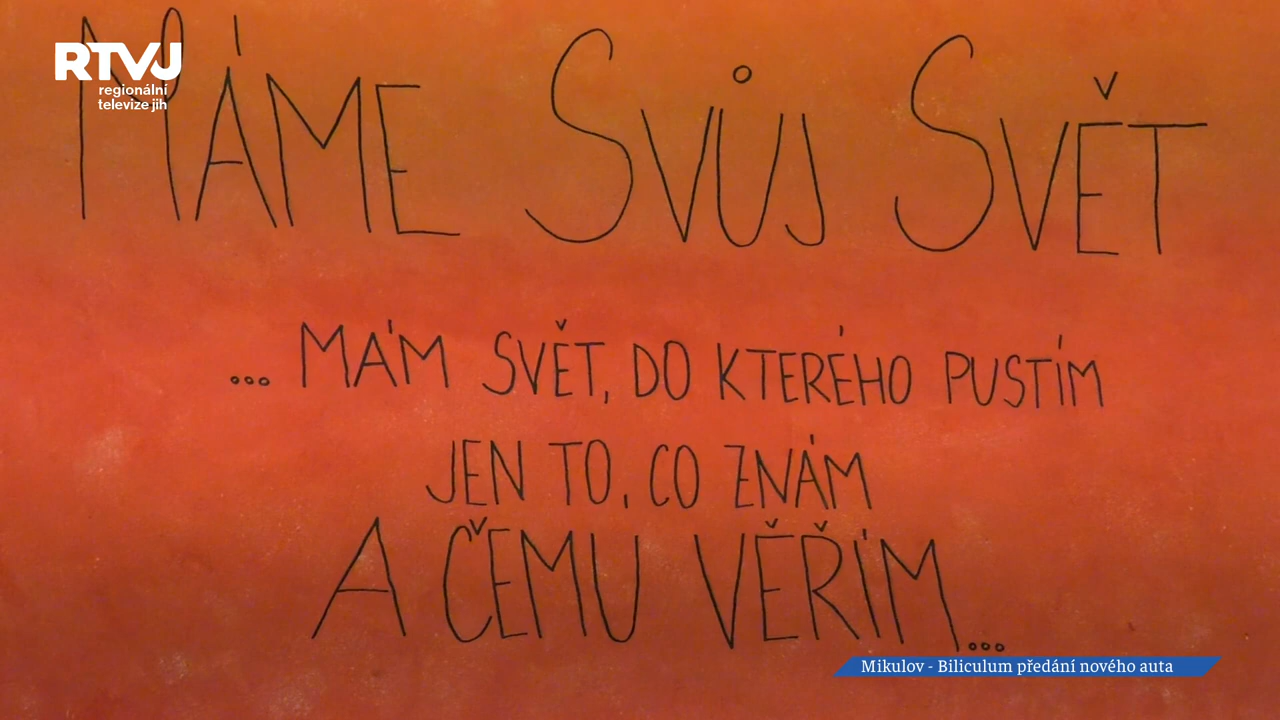 RTVJ
regionální
televize jih
MÁME SVŮJ SVĚT
... MÁM SVĚT, DO KTERÉHO PUSTÍM
JEN TO, CO ZNÁM
A ČEMU VĚŘÍM...
Mikulov - Biliculum předání nového auta